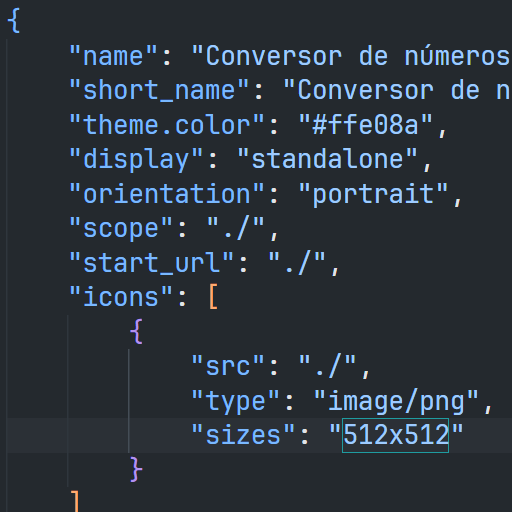 {
"name": "Conversor de números
"short_name": "Conversor de n
"theme.color": "#ffe08a",
"display": "standalone",
"orientation": "portrait",
"scope": "./",
"start_url": "./",
"icons": [
{
"src": "./",
"type": "image/png",
"sizes": "512x512"
}
]